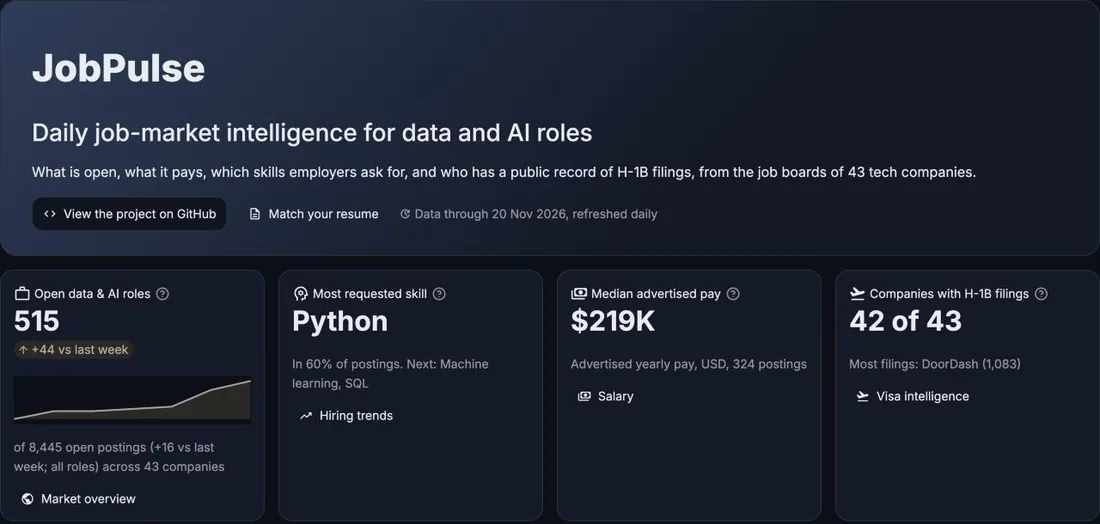 JobPulse
Daily job-market intelligence for data and AI roles
What is open, what it pays, which skills employers ask for, and who has a public record of H-1B filings, from the job boards of 43 tech companies.
View the project on GitHub
Match your resume
Data through 20 Nov 2026, refreshed daily
Open data & AI roles
515
↑ +44 vs last week
of 8,445 open postings (+16 vs last
week; all roles) across 43 companies
Market overview
Most requested skill
Python
In 60% of postings. Next: Machine
learning, SQL
Hiring trends
Median advertised pay
$219K
Advertised yearly pay, USD, 324 postings
Salary
Companies with H-1B filings
42 of 43
Most filings: DoorDash (1,083)
Visa intelligence